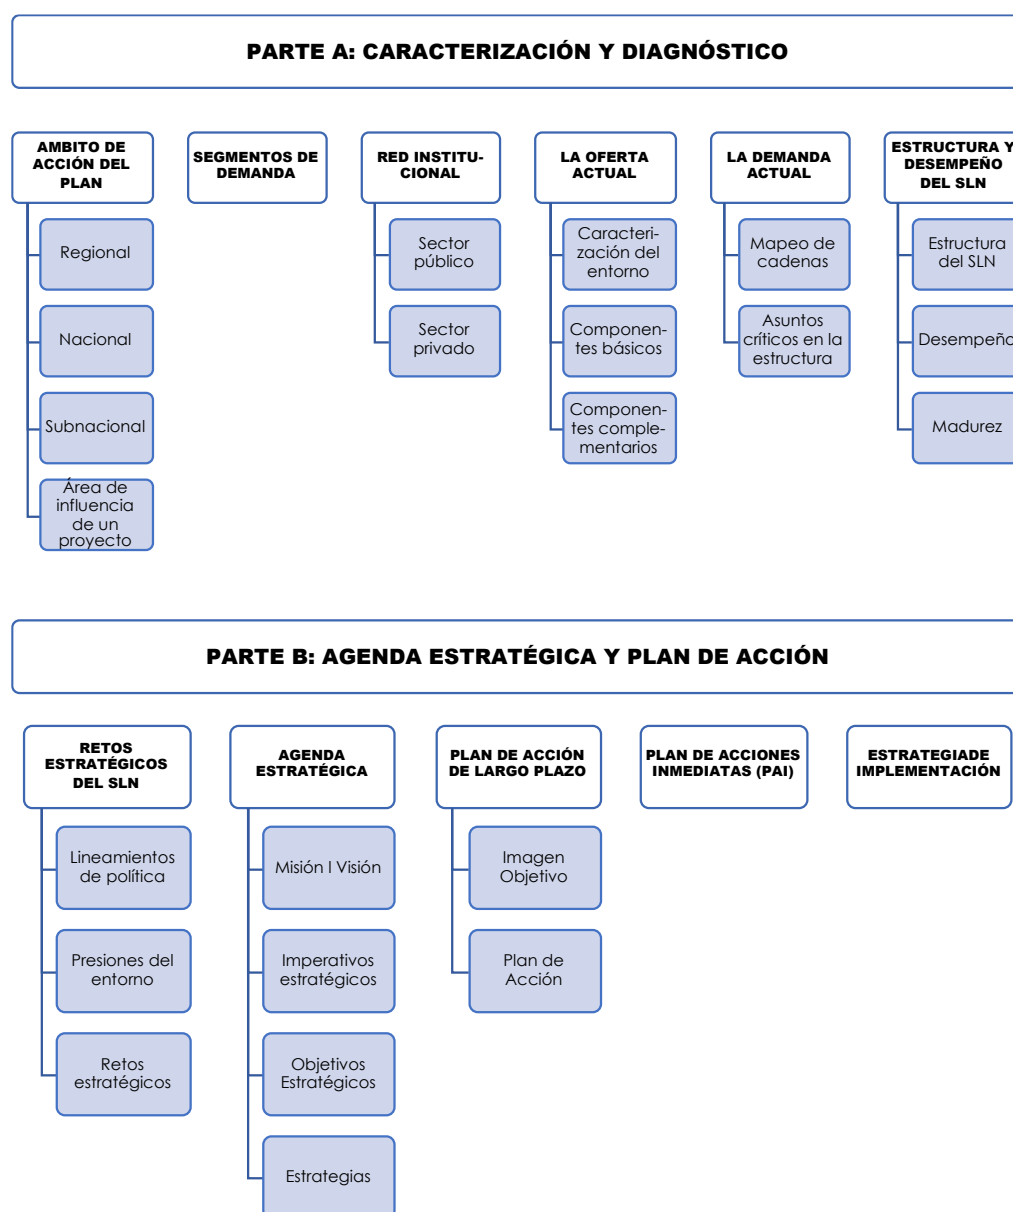 PARTE A: CARACTERIZACIÓN Y DIAGNÓSTICO
AMBITO DE
ACCIÓN DEL
PLAN
Regional
Nacional
Subnacional
Área de
influencia
de un
proyecto
SEGMENTOS DE
DEMANDA
RED INSTITU-
CIONAL
Sector
público
Sector
privado
LA OFERTA
ACTUAL
Caracteri-
zación del
entorno
Componen-
tes básicos
Componen-
tes comple-
mentarios
LA DEMANDA
ACTUAL
Mapeo de
cadenas
Asuntos
críticos en la
estructura
ESTRUCTURA Y
DESEMPEÑO
DEL SLN
Estructura
del SLN
Desempeño
Madurez
PARTE B: AGENDA ESTRATÉGICA Y PLAN DE ACCIÓN
RETOS
ESTRATÉGICOS
DEL SLN
Lineamientos
de política
Presiones del
entorno
Retos
estratégicos
AGENDA
ESTRATÉGICA
Misión I Visión
Imperativos
estratégicos
Objetivos
Estratégicos
Estrategias
PLAN DE ACCIÓN
DE LARGO PLAZO
Imagen
Objetivo
Plan de
Acción
PLAN DE ACCIONES
INMEDIATAS (PAI)
ESTRATEGIADE
IMPLEMENTACIÓN